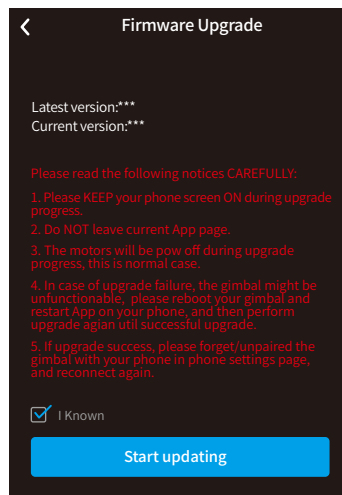 Firmware Upgrade
Latest version:***
Current version:***
Please read the following notices CAREFULLY:
1. Please KEEP your phone screen ON during upgrade
progress.
2. Do NOT leave current App page.
3. The motors will be pow off during upgrade
progress, this is normal case.
4. In case of upgrade failure, the gimbal might be
unfunctionable, please reboot your gimbal and
restart App on your phone, and then perform
upgrade agian util successful upgrade.
5. If upgrade success, please forget/unpaired the
gimbal with your phone in phone settings page,
and reconnect again.
I Known
Start updating